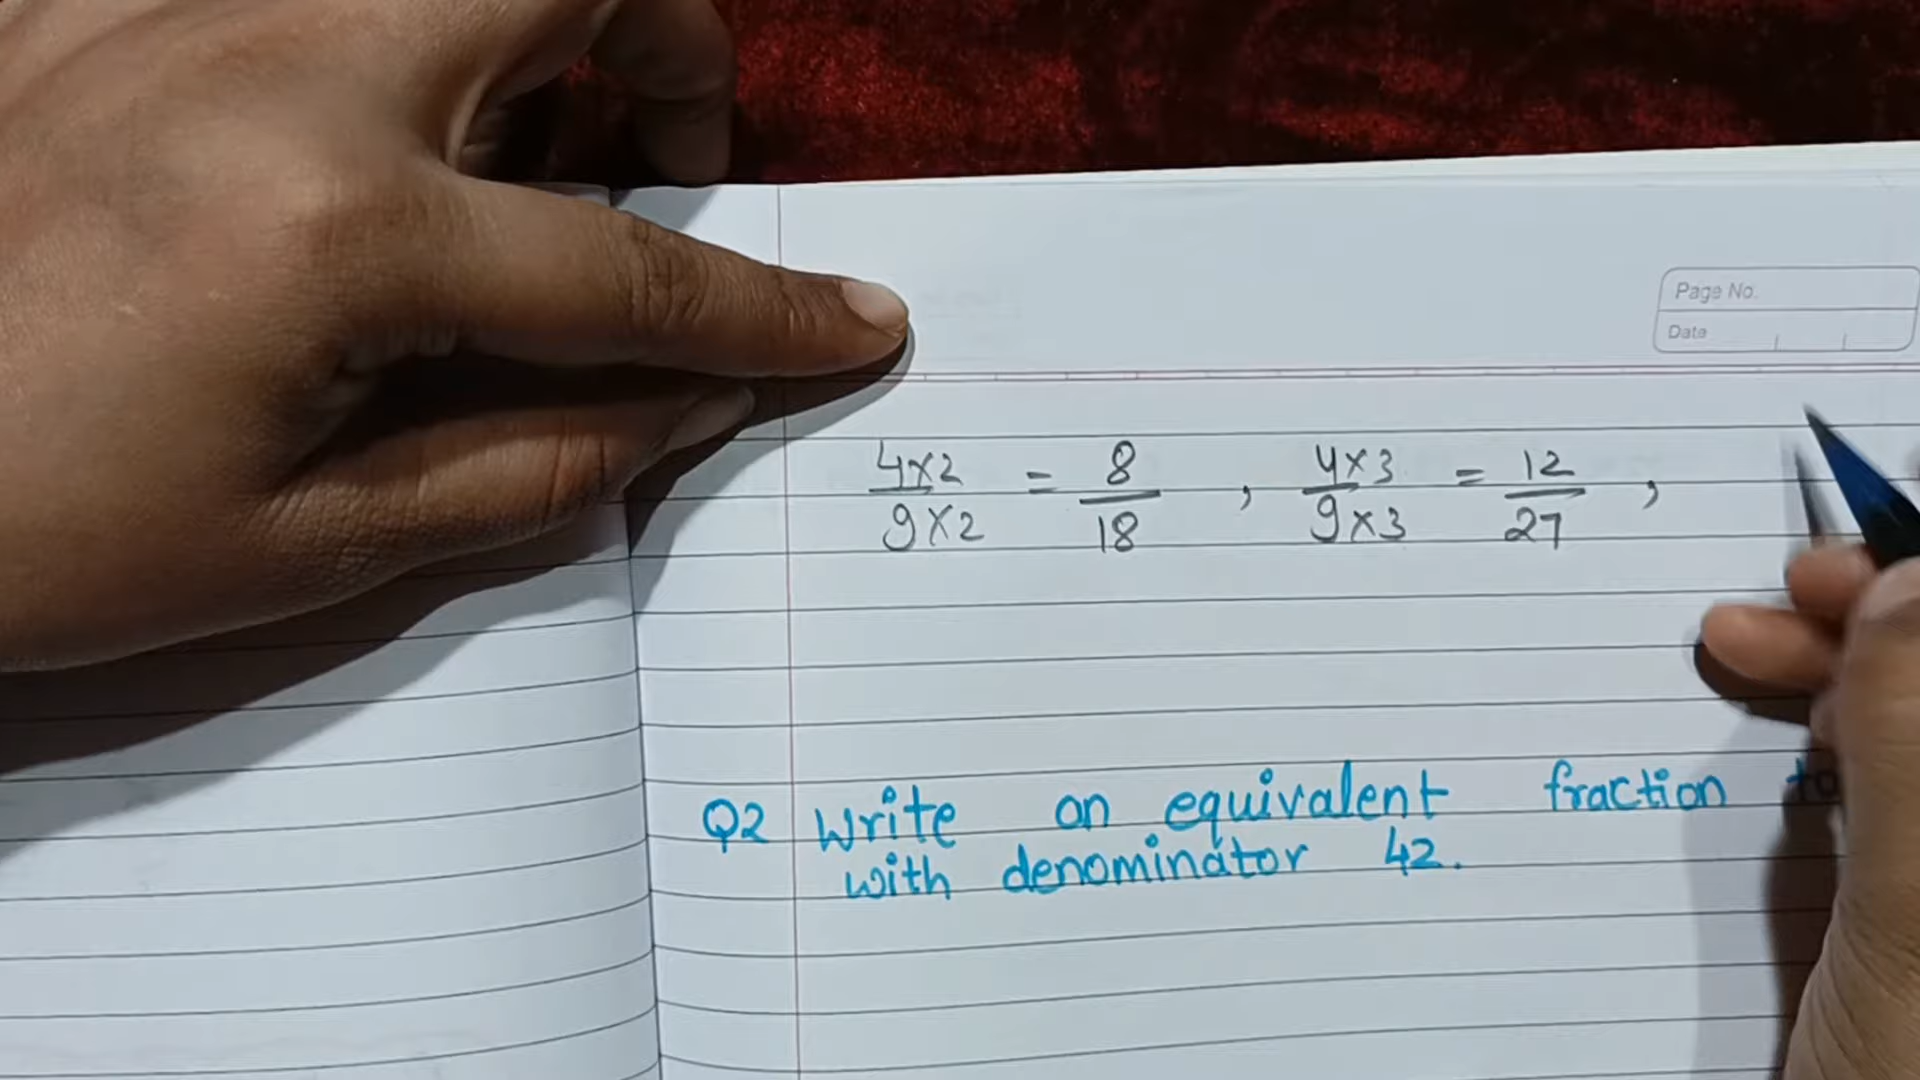 Page No.
Date
4×2 = 8 , 4×3 = 12 ,
9×2 18 9×3 27
Q2 Write an equivalent fraction to
with denominator 42.